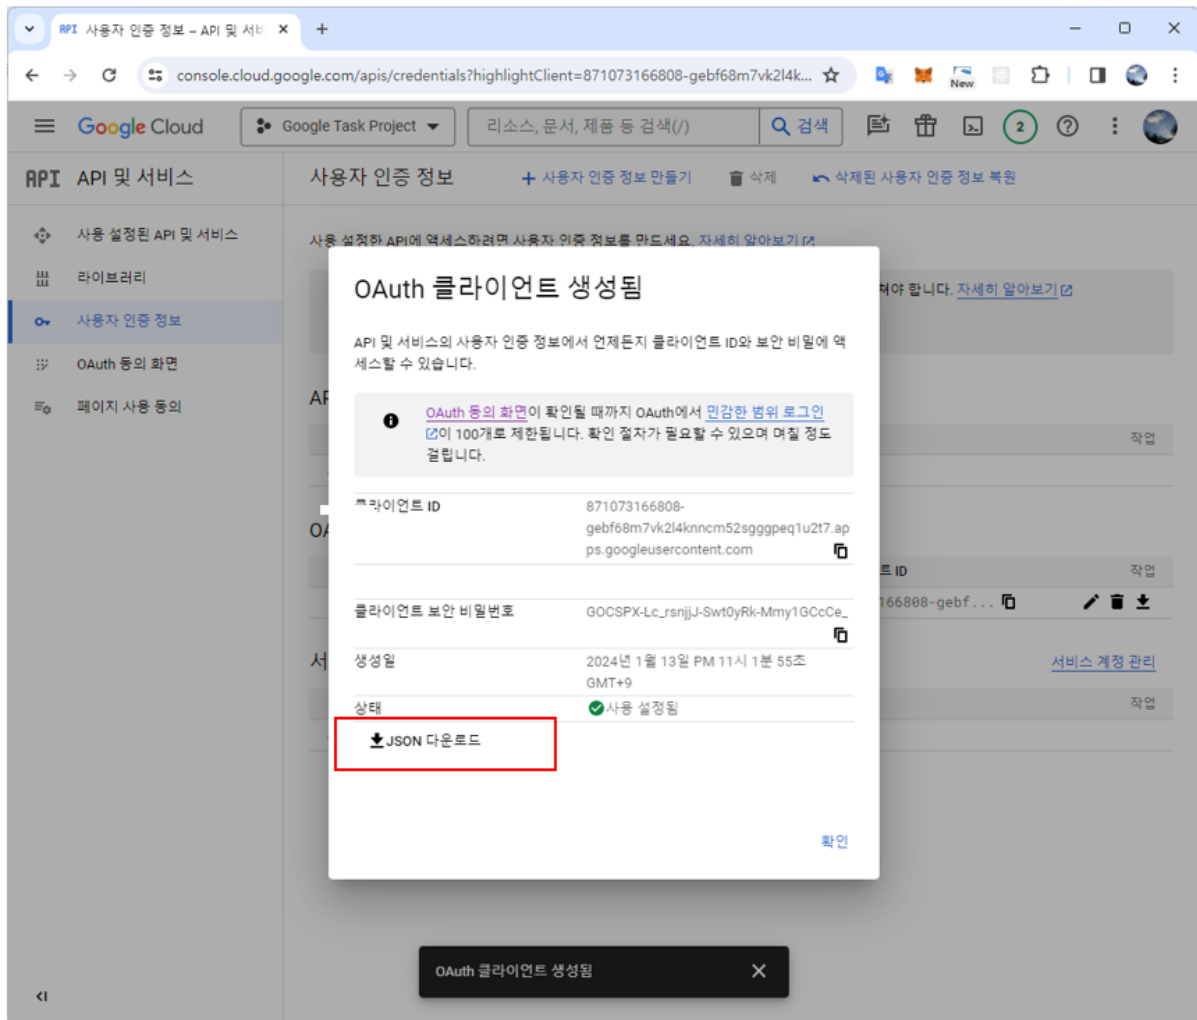 API 사용자 인증 정보 – API 및 서비
console.cloud.google.com/apis/credentials?highlightClient=871073166808-gebf68m7vk2l4k...
New
Google Cloud
Google Task Project
리소스, 문서, 제품 등 검색(/)
검색
2
API API 및 서비스
사용자 인증 정보
+ 사용자 인증 정보 만들기
삭제
삭제된 사용자 인증 정보 복원
사용 설정된 API 및 서비스
라이브러리
사용자 인증 정보
OAuth 동의 화면
페이지 사용 동의
사용 설정한 API에 액세스하려면 사용자 인증 정보를 만드세요. 자세히 알아보기
쳐야 합니다. 자세히 알아보기
OAuth 클라이언트 생성됨
API 및 서비스의 사용자 인증 정보에서 언제든지 클라이언트 ID와 보안 비밀에 액
세스할 수 있습니다.
OAuth 동의 화면이 확인될 때까지 OAuth에서 민감한 범위 로그인
이 100개로 제한됩니다. 확인 절차가 필요할 수 있으며 며칠 정도
걸립니다.
클라이언트 ID
871073166808-
gebf68m7vk2l4knncm52sgggpeq1u2t7.ap
ps.googleusercontent.com
클라이언트 보안 비밀번호
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
생성일
2024년 1월 13일 PM 11시 1분 55초
GMT+9
상태
사용 설정됨
JSON 다운로드
확인
AP
작업
OA
트 ID
작업
166808-gebf...
서
서비스 계정 관리
작업
OAuth 클라이언트 생성됨